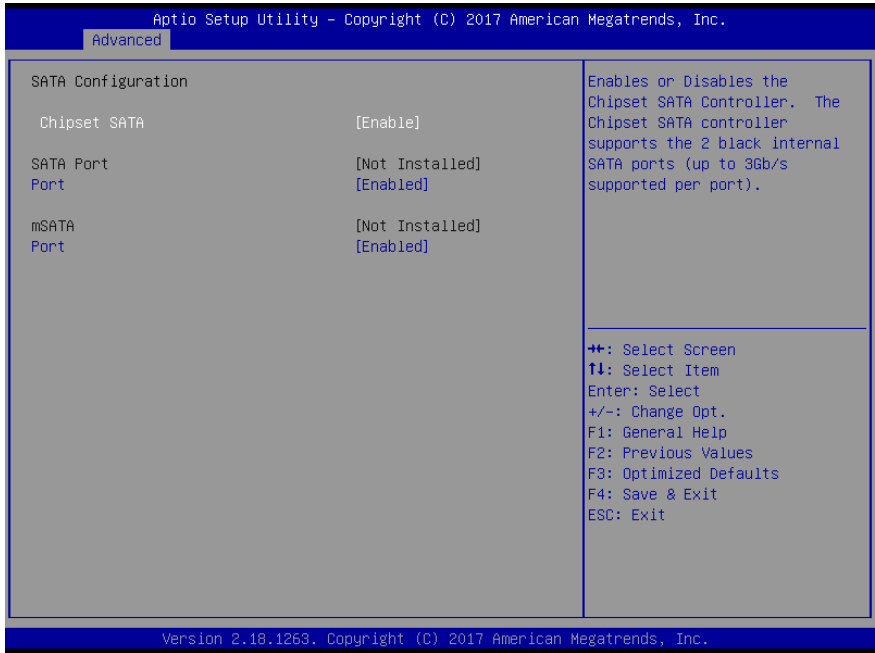 Aptio Setup Utility – Copyright (C) 2017 American Megatrends, Inc.
Advanced
SATA Configuration
Chipset SATA [Enable]
SATA Port [Not Installed]
Port [Enabled]
mSATA [Not Installed]
Port [Enabled]
Enables or Disables the
Chipset SATA Controller. The
Chipset SATA controller
supports the 2 black internal
SATA ports (up to 3Gb/s
supported per port).
→←: Select Screen
↑↓: Select Item
Enter: Select
+/-: Change Opt.
F1: General Help
F2: Previous Values
F3: Optimized Defaults
F4: Save & Exit
ESC: Exit
Version 2.18.1263. Copyright (C) 2017 American Megatrends, Inc.